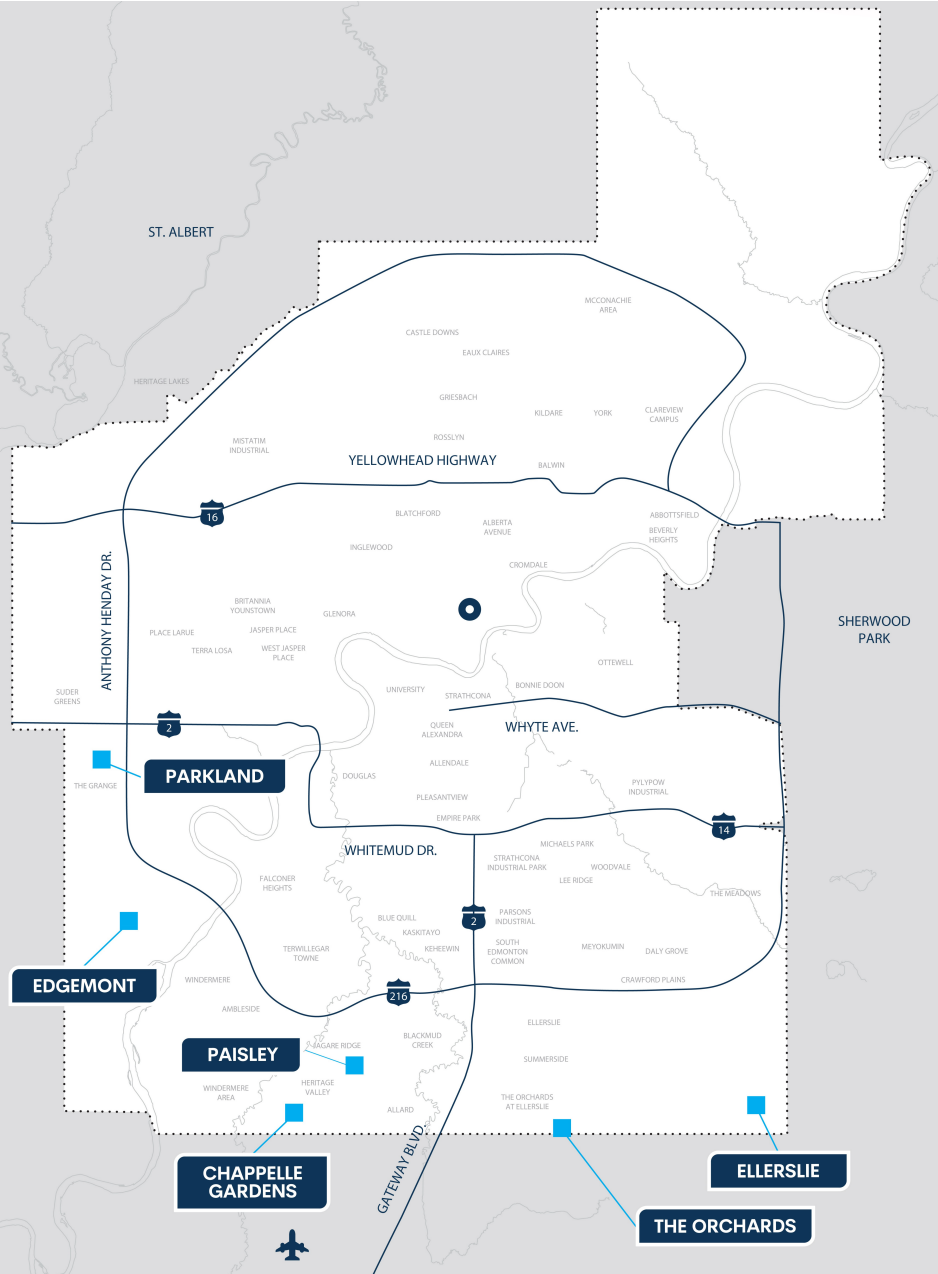 ST. ALBERT
MCCONACHIE
AREA
CASTLE DOWNS
EAUX CLAIRES
HERITAGE LAKES
GRIESBACH
KILDARE
YORK
CLAREVIEW
CAMPUS
MISTATIM
INDUSTRIAL
ROSSLYN
YELLOWHEAD HIGHWAY
BALWIN
16
BLATCHFORD
ALBERTA
AVENUE
ABBOTTSFIELD
BEVERLY
HEIGHTS
INGLEWOOD
CROMDALE
ANTHONY HENDAY DR.
BRITANNIA
YOUNSTOWN
GLENORA
PLACE LARUE
JASPER PLACE
TERRA LOSA
WEST JASPER
PLACE
SHERWOOD
PARK
OTTEWELL
SUDER
GREENS
UNIVERSITY
STRATHCONA
BONNIE DOON
2
QUEEN
ALEXANDRA
WHYTE AVE.
PARKLAND
THE GRANGE
DOUGLAS
ALLENDALE
PLEASANTVIEW
PYLYPOW
INDUSTRIAL
EMPIRE PARK
14
WHITEMUD DR.
MICHAELS PARK
STRATHCONA
INDUSTRIAL PARK
WOODVALE
LEE RIDGE
FALCONER
HEIGHTS
THE MEADOWS
BLUE QUILL
2
PARSONS
INDUSTRIAL
KASKITAYO
KEHEEWIN
TERWILLEGAR
TOWNE
SOUTH
EDMONTON
COMMON
MEYOKUMIN
DALY GROVE
EDGEMONT
WINDERMERE
CRAWFORD PLAINS
216
AMBLESIDE
ELLERSLIE
BLACKMUD
CREEK
PAISLEY
JAGARE RIDGE
SUMMERSIDE
WINDERMERE
AREA
HERITAGE
VALLEY
ALLARD
THE ORCHARDS
AT ELLERSLIE
GATEWAY BLVD.
CHAPPELLE
GARDENS
ELLERSLIE
THE ORCHARDS